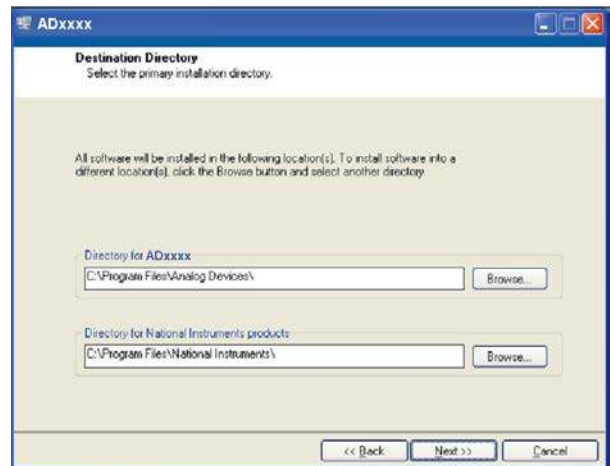 ADxxxx
Destination Directory
Select the primary installation directory.
All software will be installed in the following location(s). To install software into a
different location(s), click the Browse button and select another directory.
Directory for ADxxxx
C:\Program Files\Analog Devices\
Browse...
Directory for National Instruments products
C:\Program Files\National Instruments\
Browse...
<< Back
Next >>
Cancel